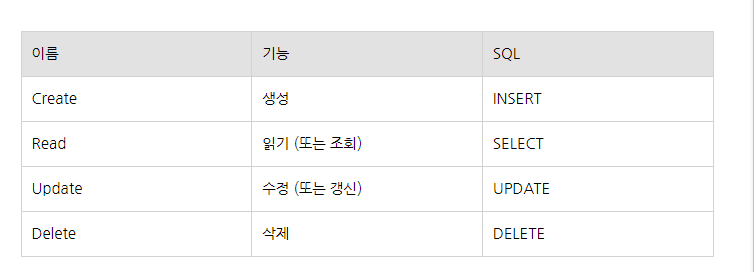 이름 기능 SQL
Create 생성 INSERT
Read 읽기 (또는 조회) SELECT
Update 수정 (또는 갱신) UPDATE
Delete 삭제 DELETE